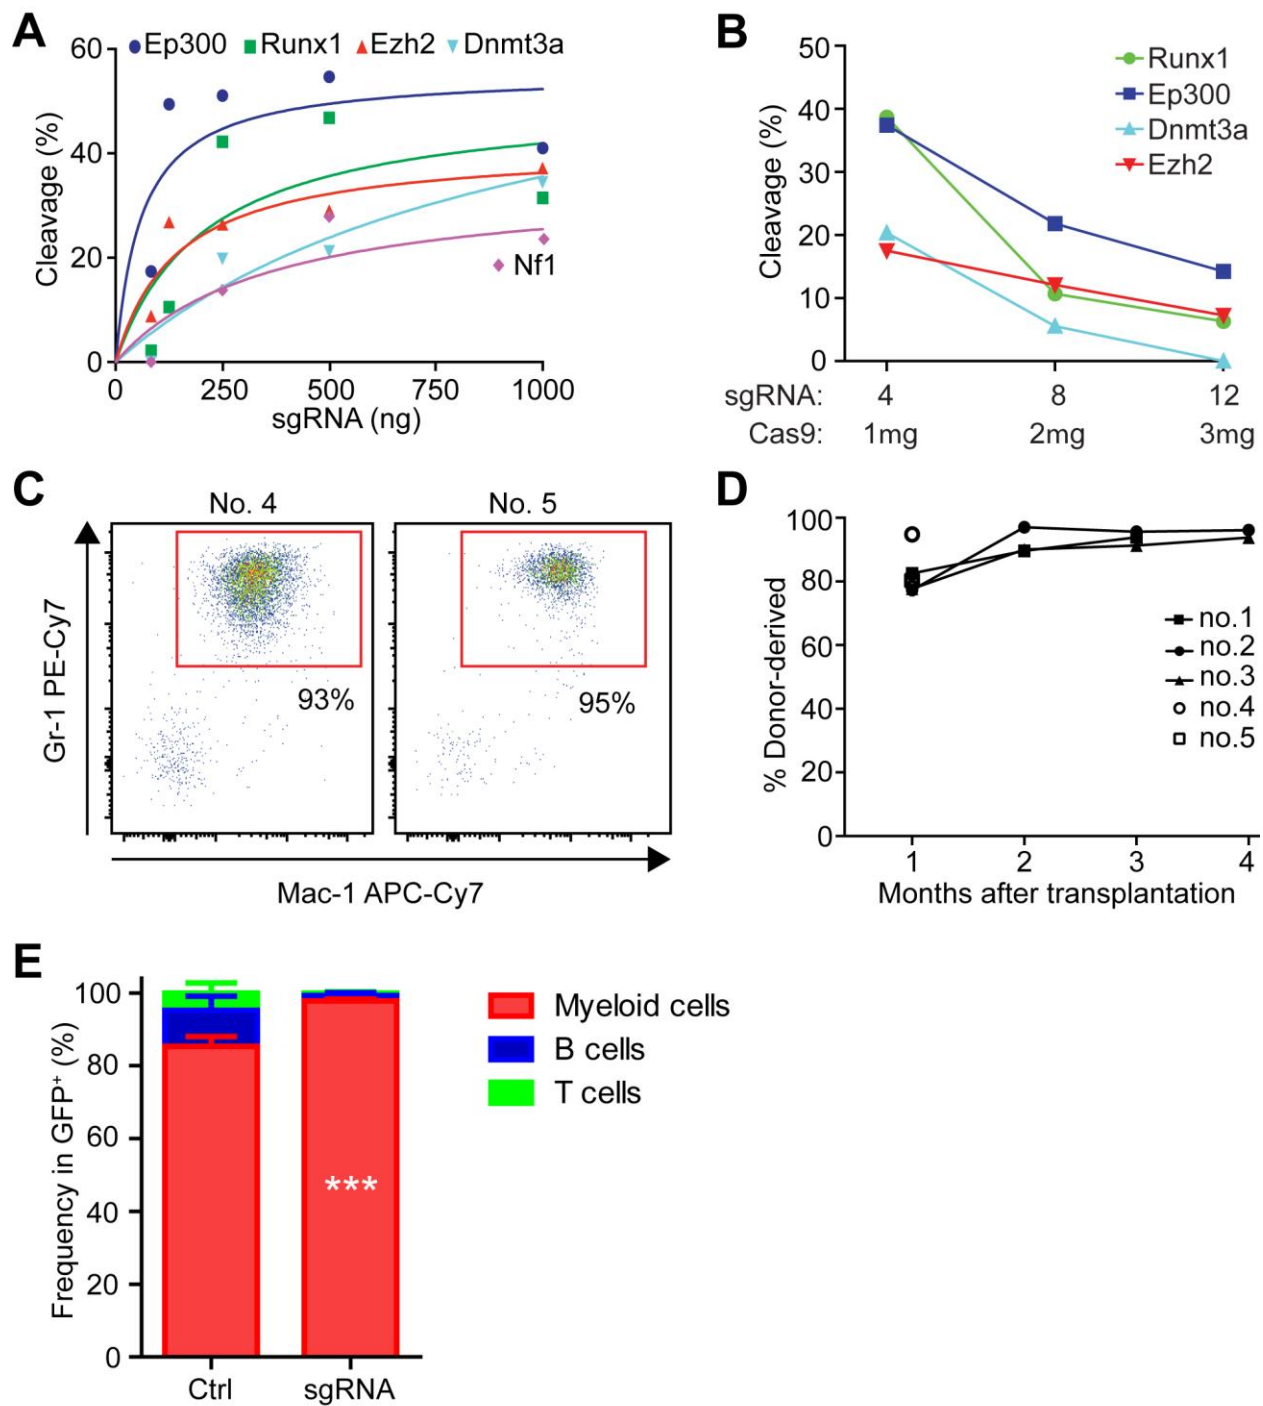 A
Ep300 Runx1 Ezh2 Dnmt3a
Cleavage (%)
60
40
20
0
Nf1
0 250 500 750 1000
sgRNA (ng)
B
Cleavage (%)
50
40
30
20
10
0
Runx1
Ep300
Dnmt3a
Ezh2
sgRNA: 4 8 12
Cas9: 1mg 2mg 3mg
C
No. 4 No. 5
Gr-1 PE-Cy7
93% 95%
Mac-1 APC-Cy7
D
% Donor-derived
100
80
60
40
20
0
no.1
no.2
no.3
no.4
no.5
1 2 3 4
Months after transplantation
E
Frequency in GFP+ (%)
100
80
60
40
20
0
***
Ctrl sgRNA
Myeloid cells
B cells
T cells